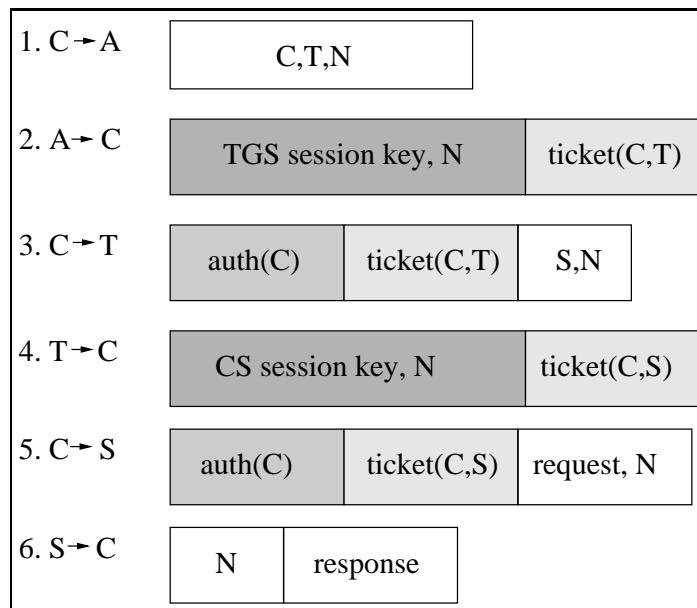 1. C→A C,T,N
2. A→C TGS session key, N ticket(C,T)
3. C→T auth(C) ticket(C,T) S,N
4. T→C CS session key, N ticket(C,S)
5. C→S auth(C) ticket(C,S) request, N
6. S→C N response